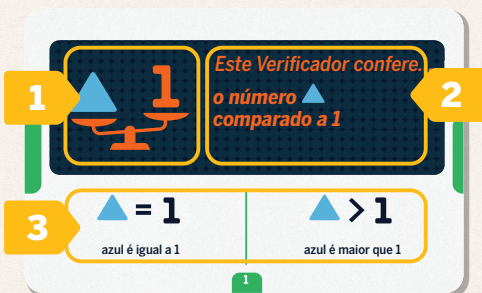 1
1
Este Verificador confere.
o número
comparado a 1
2
3
= 1
> 1
azul é igual a 1
azul é maior que 1
1